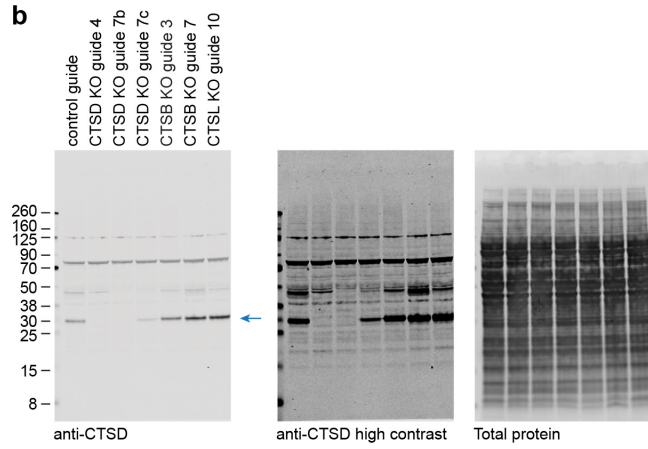 b
control guide
CTSD KO guide 4
CTSD KO guide 7b
CTSD KO guide 7c
CTSB KO guide 3
CTSB KO guide 7
CTSL KO guide 10
260
160
125
90
70
50
38
30
25
15
8
anti-CTSD
anti-CTSD high contrast
Total protein